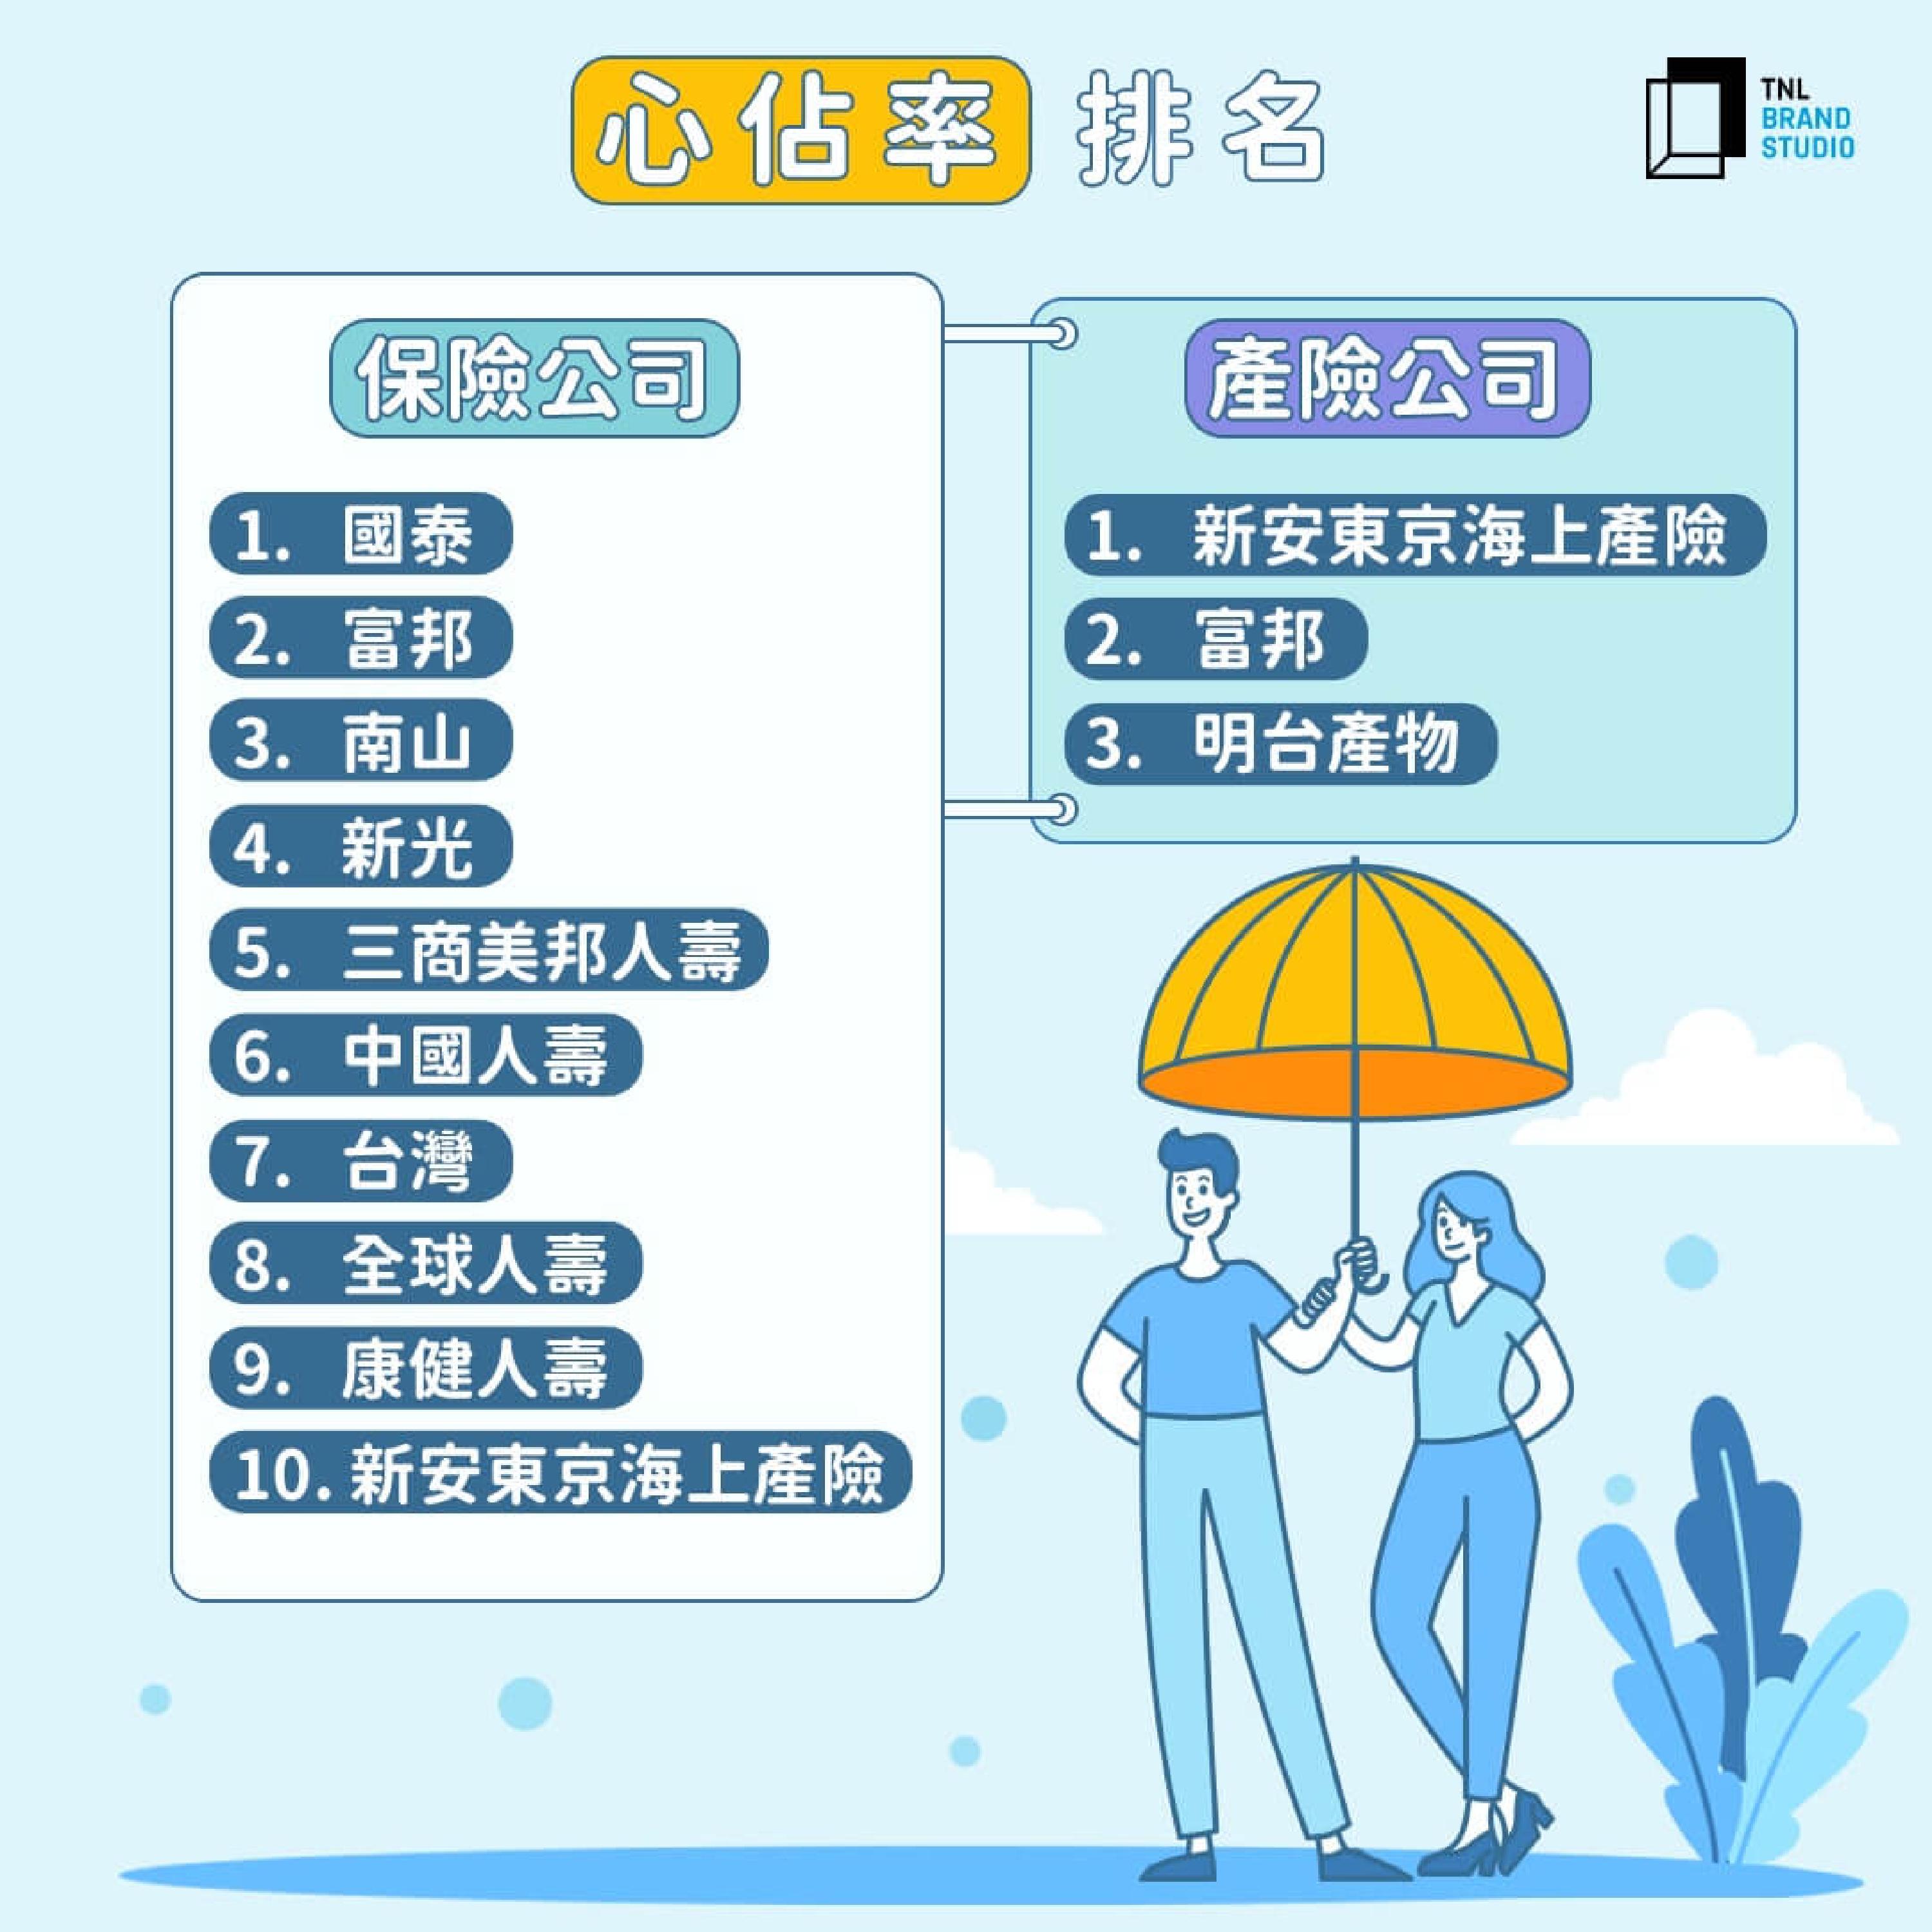 心佔率 排名
TNL
BRAND
STUDIO
保險公司
1. 國泰
2. 富邦
3. 南山
4. 新光
5. 三商美邦人壽
6. 中國人壽
7. 台灣
8. 全球人壽
9. 康健人壽
10. 新安東京海上產險
產險公司
1. 新安東京海上產險
2. 富邦
3. 明台產物